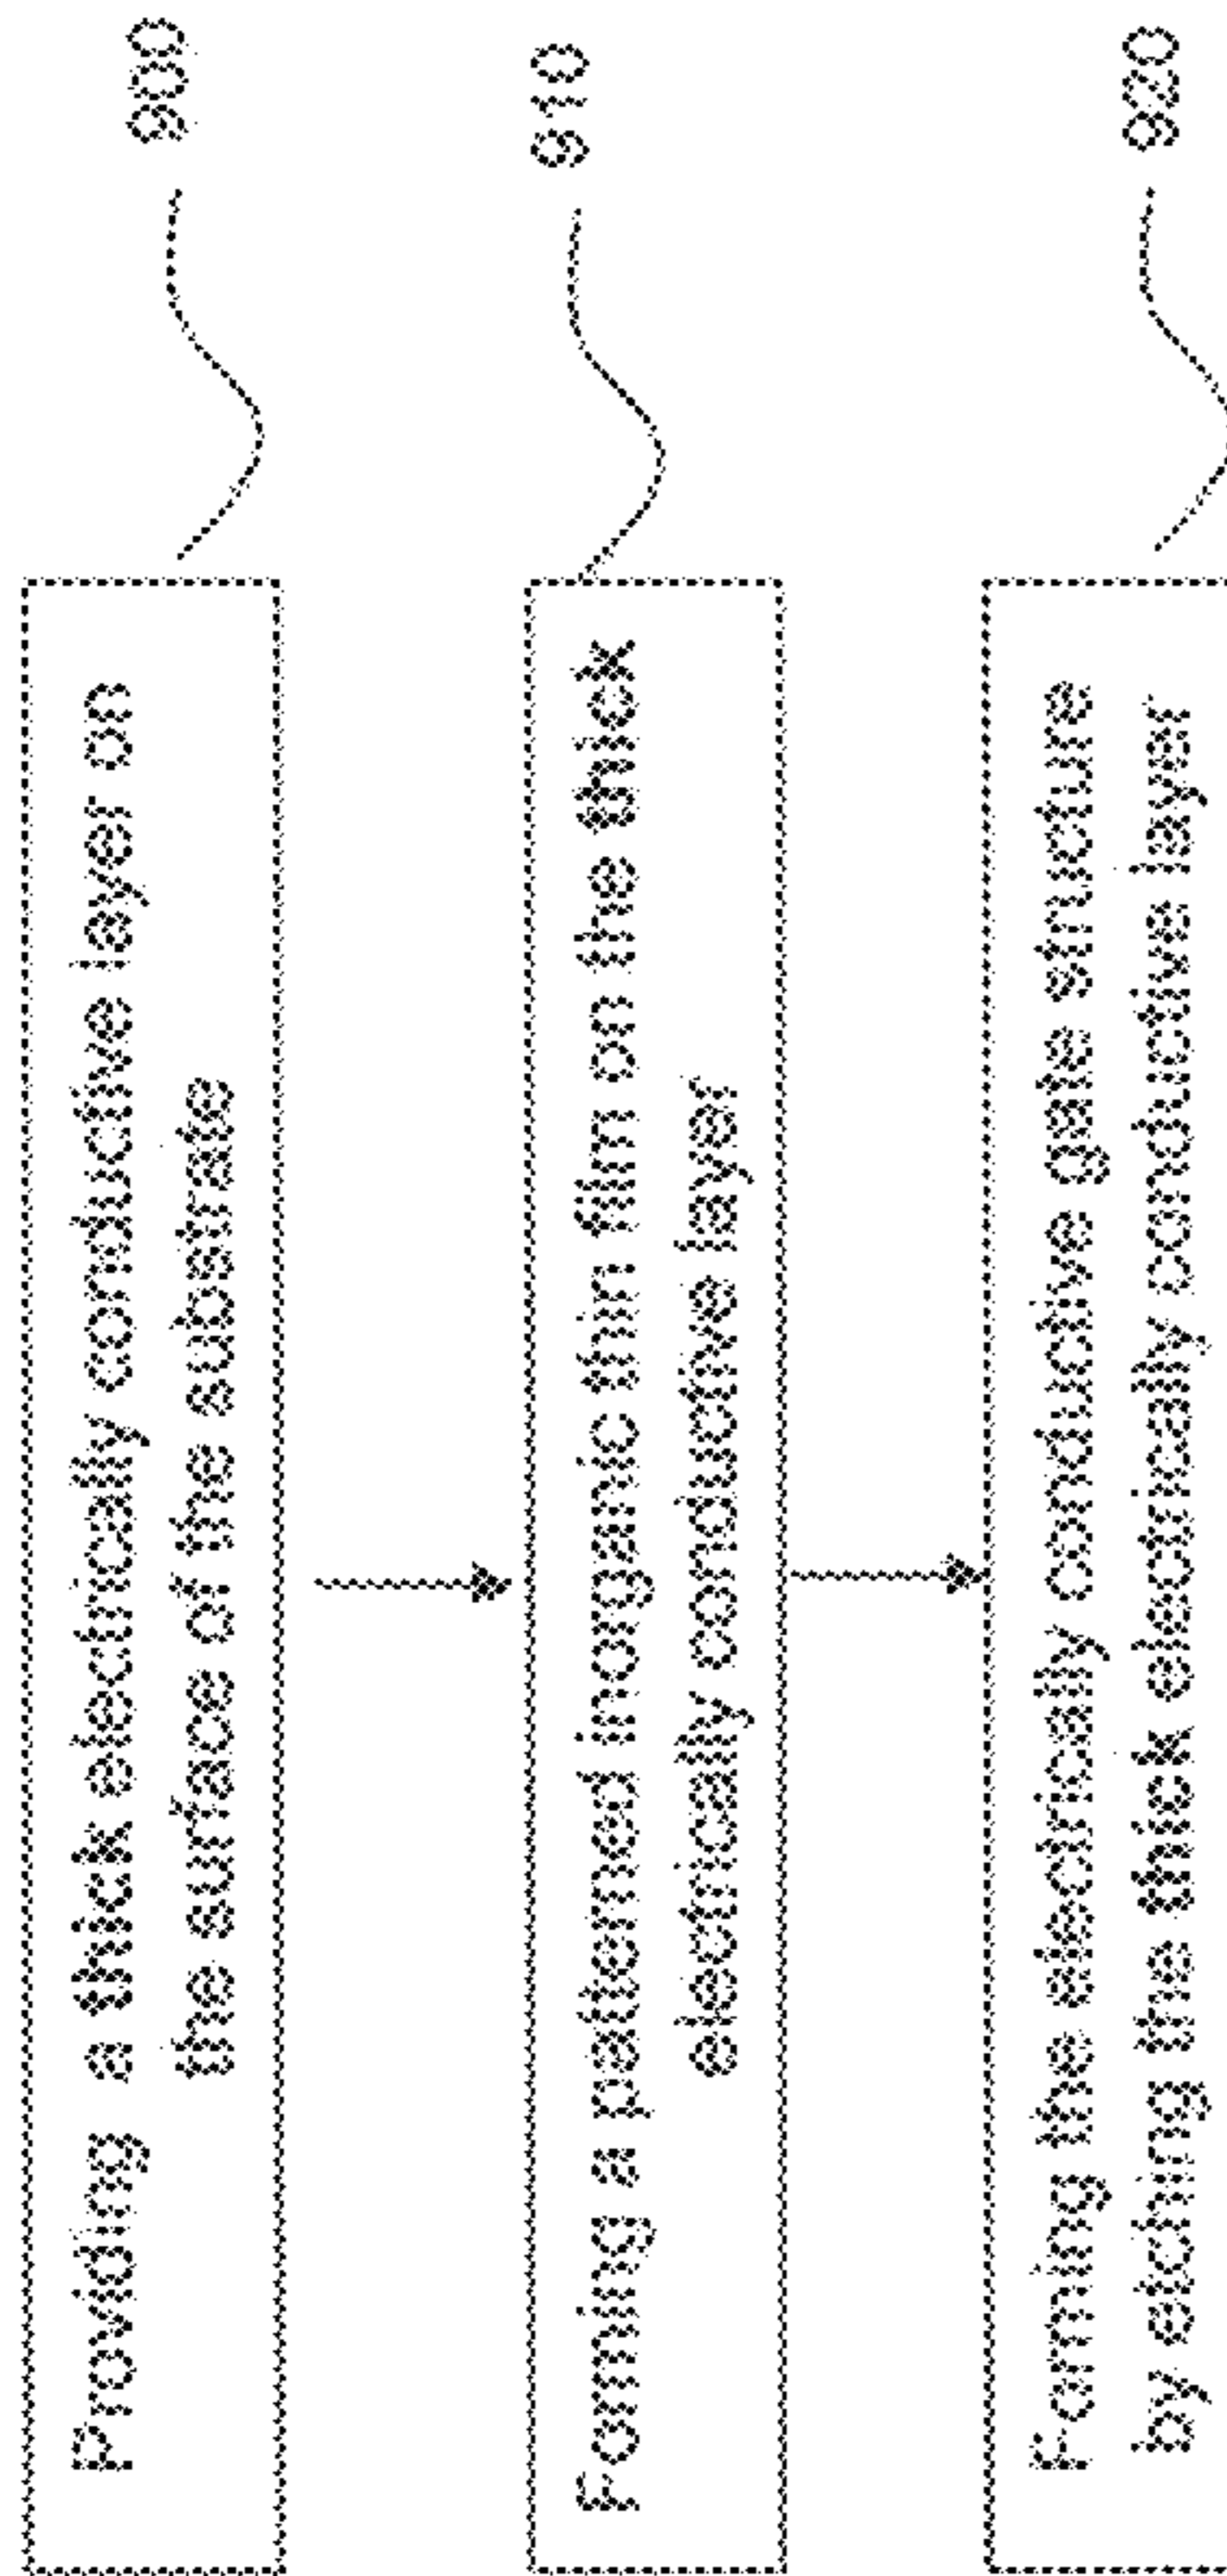 Providing a thick electrically conductive layer on
the surface of the substrate
900
Forming a patterned inorganic thin film on the thick
electrically conductive layer
910
Forming the electrically conductive gate structure
by etching the thick electrically conductive layer
920